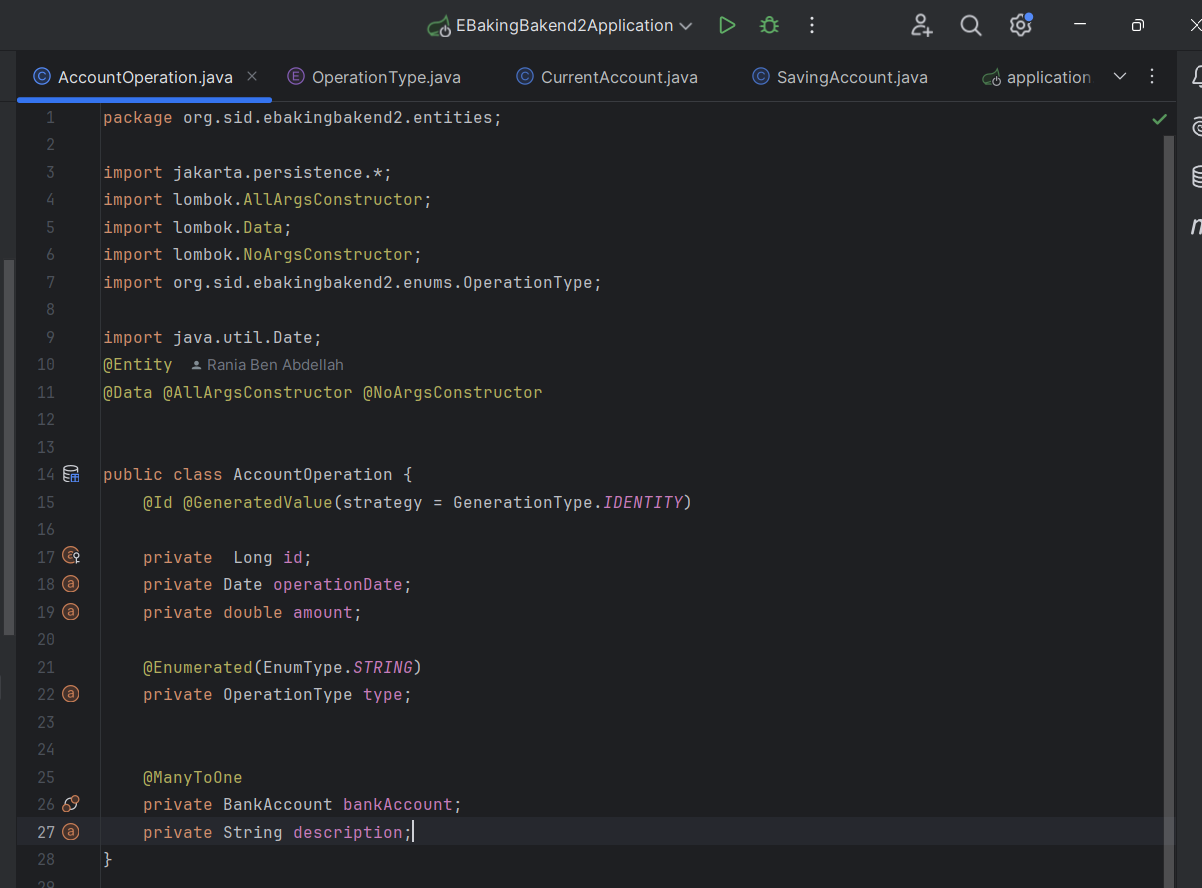 EBakingBakend2Application
AccountOperation.java OperationType.java CurrentAccount.java SavingAccount.java application
1 package org.sid.ebakingbakend2.entities;
2
3 import jakarta.persistence.*;
4 import lombok.AllArgsConstructor;
5 import lombok.Data;
6 import lombok.NoArgsConstructor;
7 import org.sid.ebakingbakend2.enums.OperationType;
8
9 import java.util.Date;
10 @Entity Rania Ben Abdellah
11 @Data @AllArgsConstructor @NoArgsConstructor
12
13
14 public class AccountOperation {
15 @Id @GeneratedValue(strategy = GenerationType.IDENTITY)
16
17 private  Long id;
18 private Date operationDate;
19 private double amount;
20
21 @Enumerated(EnumType.STRING)
22 private OperationType type;
23
24
25 @ManyToOne
26 private BankAccount bankAccount;
27 private String description;
28 }
29